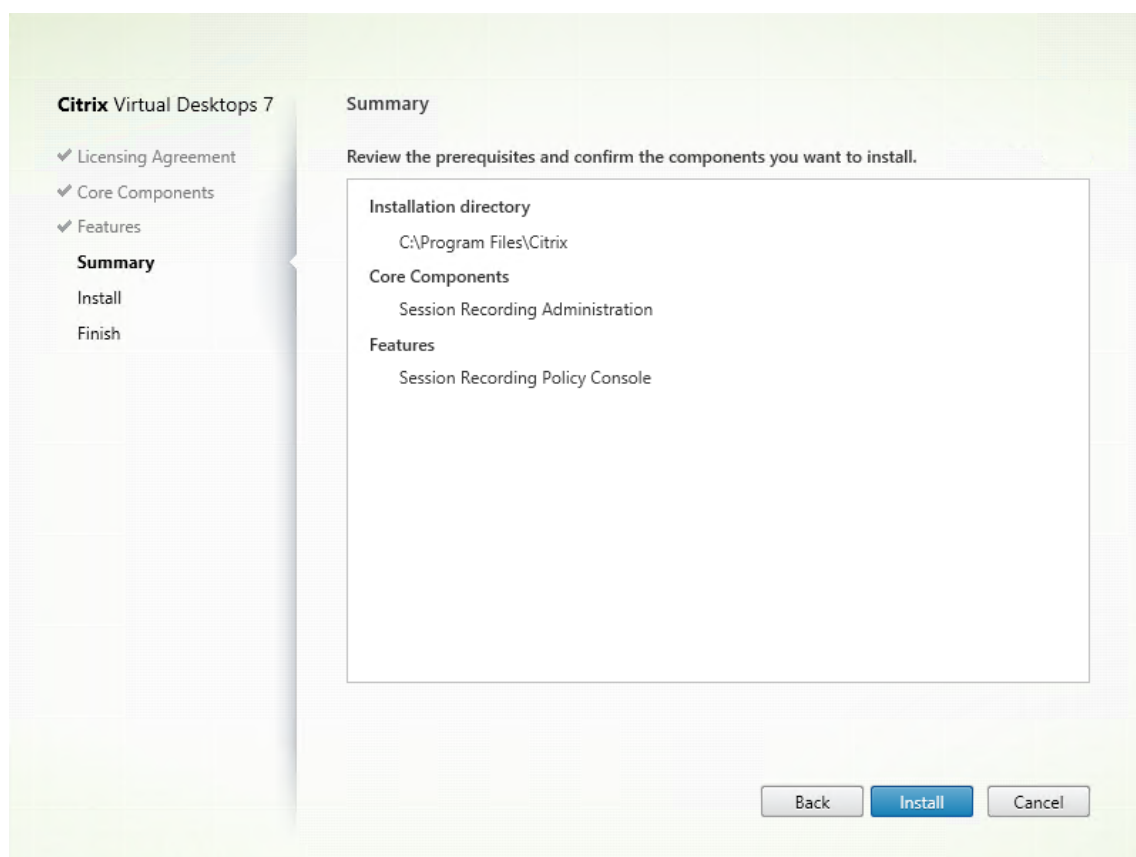 Citrix Virtual Desktops 7
Licensing Agreement
Core Components
Features
Summary
Install
Finish
Summary
Review the prerequisites and confirm the components you want to install.
Installation directory
C:\Program Files\Citrix
Core Components
Session Recording Administration
Features
Session Recording Policy Console
Back
Install
Cancel